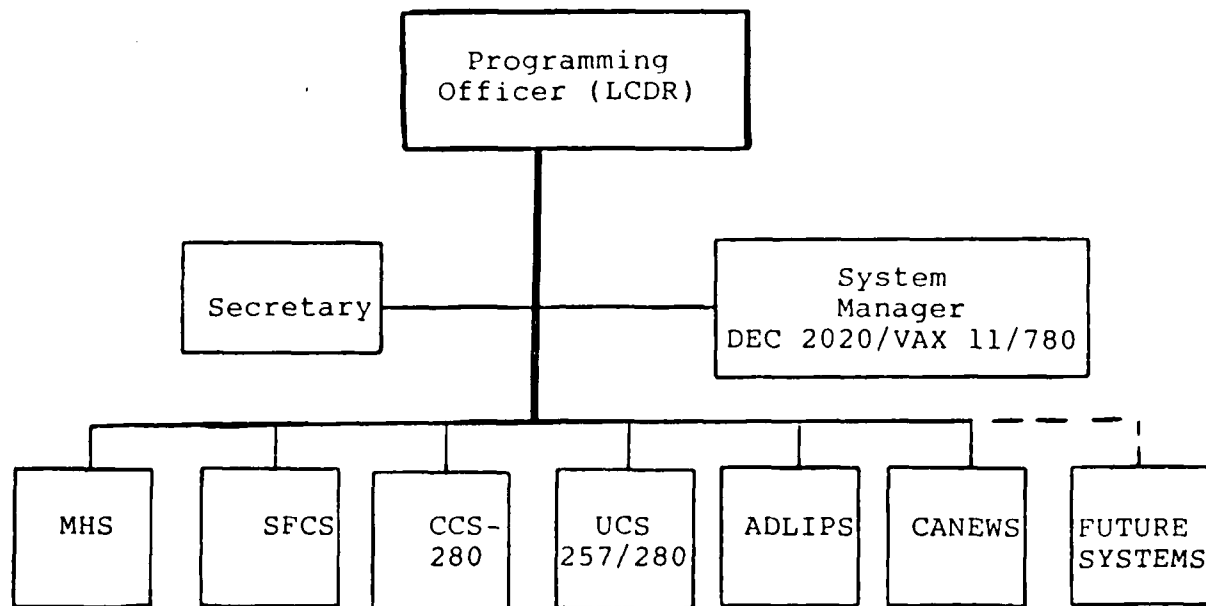 Programming
Officer (LCDR)
Secretary
System
Manager
DEC 2020/VAX 11/780
MHS
SFCS
CCS-
280
UCS
257/280
ADLIPS
CANEWS
FUTURE
SYSTEMS